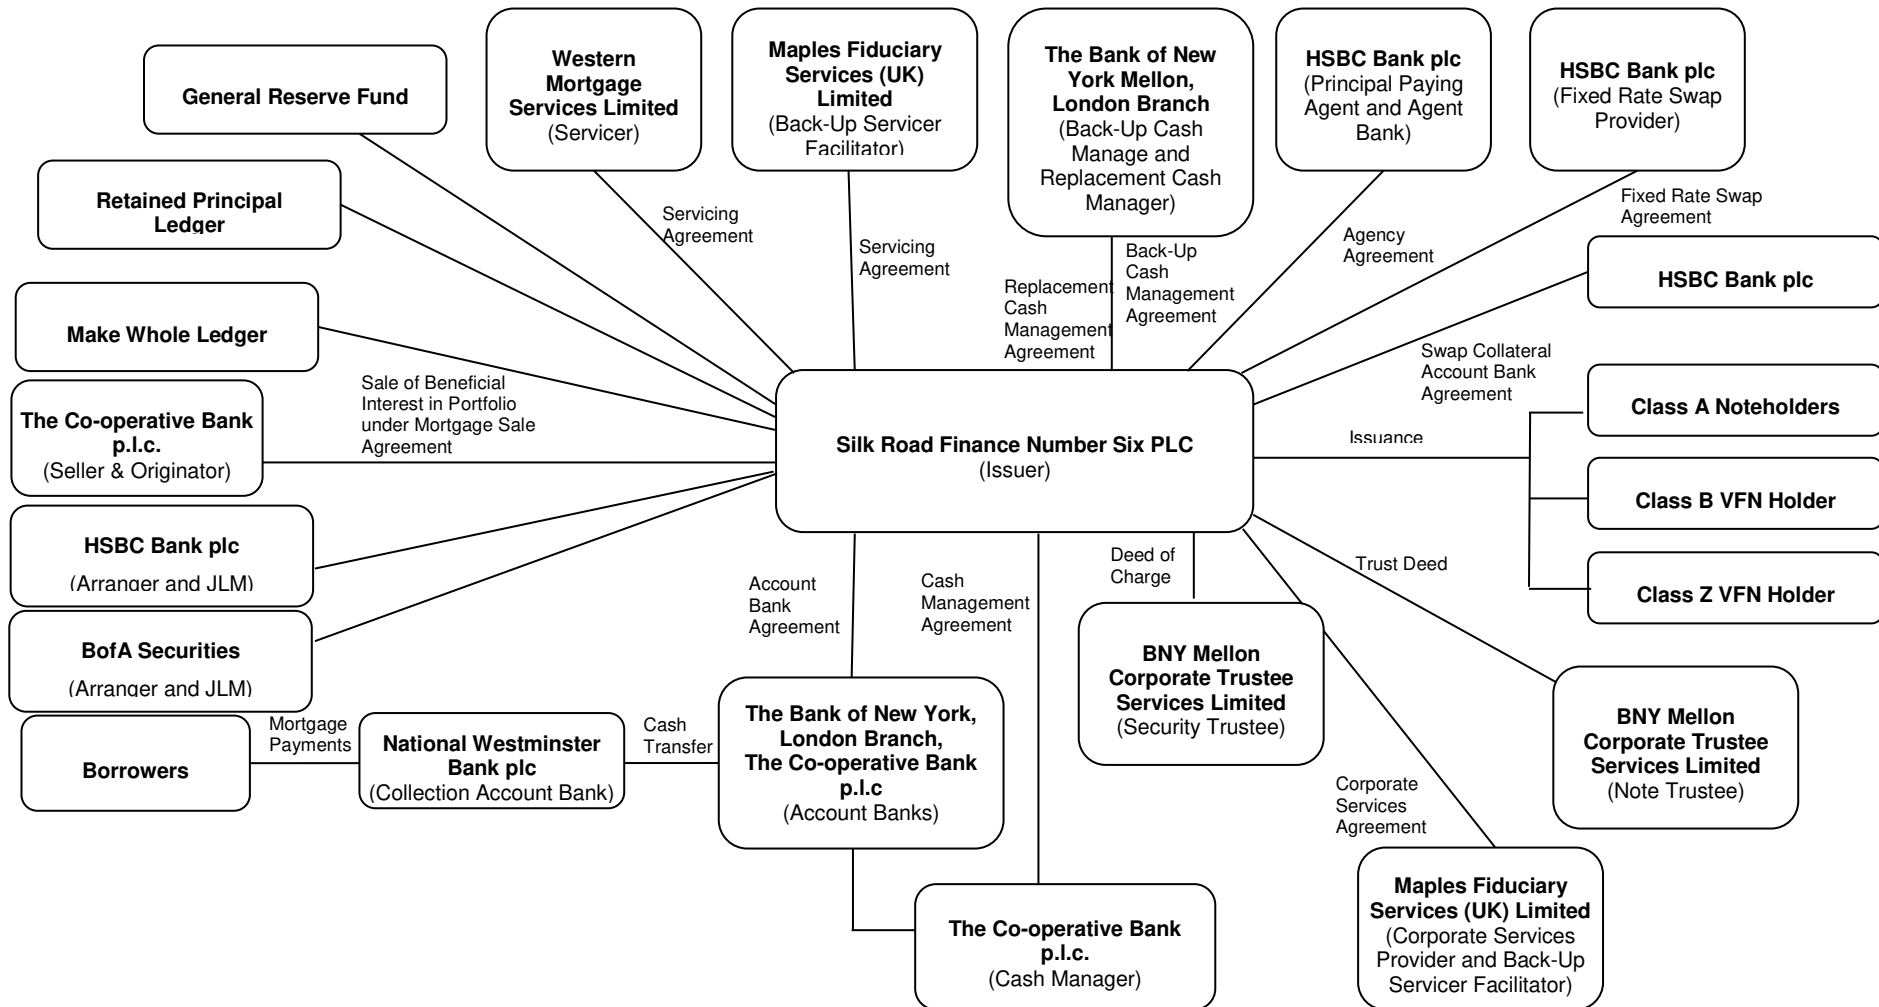 General Reserve Fund
Western
Mortgage
Services Limited
(Servicer)
Maples Fiduciary
Services (UK)
Limited
(Back-Up Servicer
Facilitator)
The Bank of New
York Mellon,
London Branch
(Back-Up Cash
Manage and
Replacement Cash
Manager)
HSBC Bank plc
(Principal Paying
Agent and Agent
Bank)
HSBC Bank plc
(Fixed Rate Swap
Provider)
Retained Principal
Ledger
Servicing
Agreement
Servicing
Agreement
Replacement
Cash
Management
Agreement
Back-Up
Cash
Management
Agreement
Agency
Agreement
Fixed Rate Swap
Agreement
HSBC Bank plc
Make Whole Ledger
Swap Collateral
Account Bank
Agreement
Sale of Beneficial
Interest in Portfolio
under Mortgage Sale
Agreement
The Co-operative Bank
p.l.c.
(Seller & Originator)
Silk Road Finance Number Six PLC
(Issuer)
Issuance
Class A Noteholders
Class B VFN Holder
Class Z VFN Holder
HSBC Bank plc
(Arranger and JLM)
BofA Securities
(Arranger and JLM)
Account
Bank
Agreement
Cash
Management
Agreement
Deed of
Charge
Trust Deed
BNY Mellon
Corporate Trustee
Services Limited
(Security Trustee)
BNY Mellon
Corporate Trustee
Services Limited
(Note Trustee)
Borrowers
Mortgage
Payments
National Westminster
Bank plc
(Collection Account Bank)
Cash
Transfer
The Bank of New York,
London Branch,
The Co-operative Bank
p.l.c
(Account Banks)
Corporate
Services
Agreement
The Co-operative Bank
p.l.c.
(Cash Manager)
Maples Fiduciary
Services (UK) Limited
(Corporate Services
Provider and Back-Up
Servicer Facilitator)